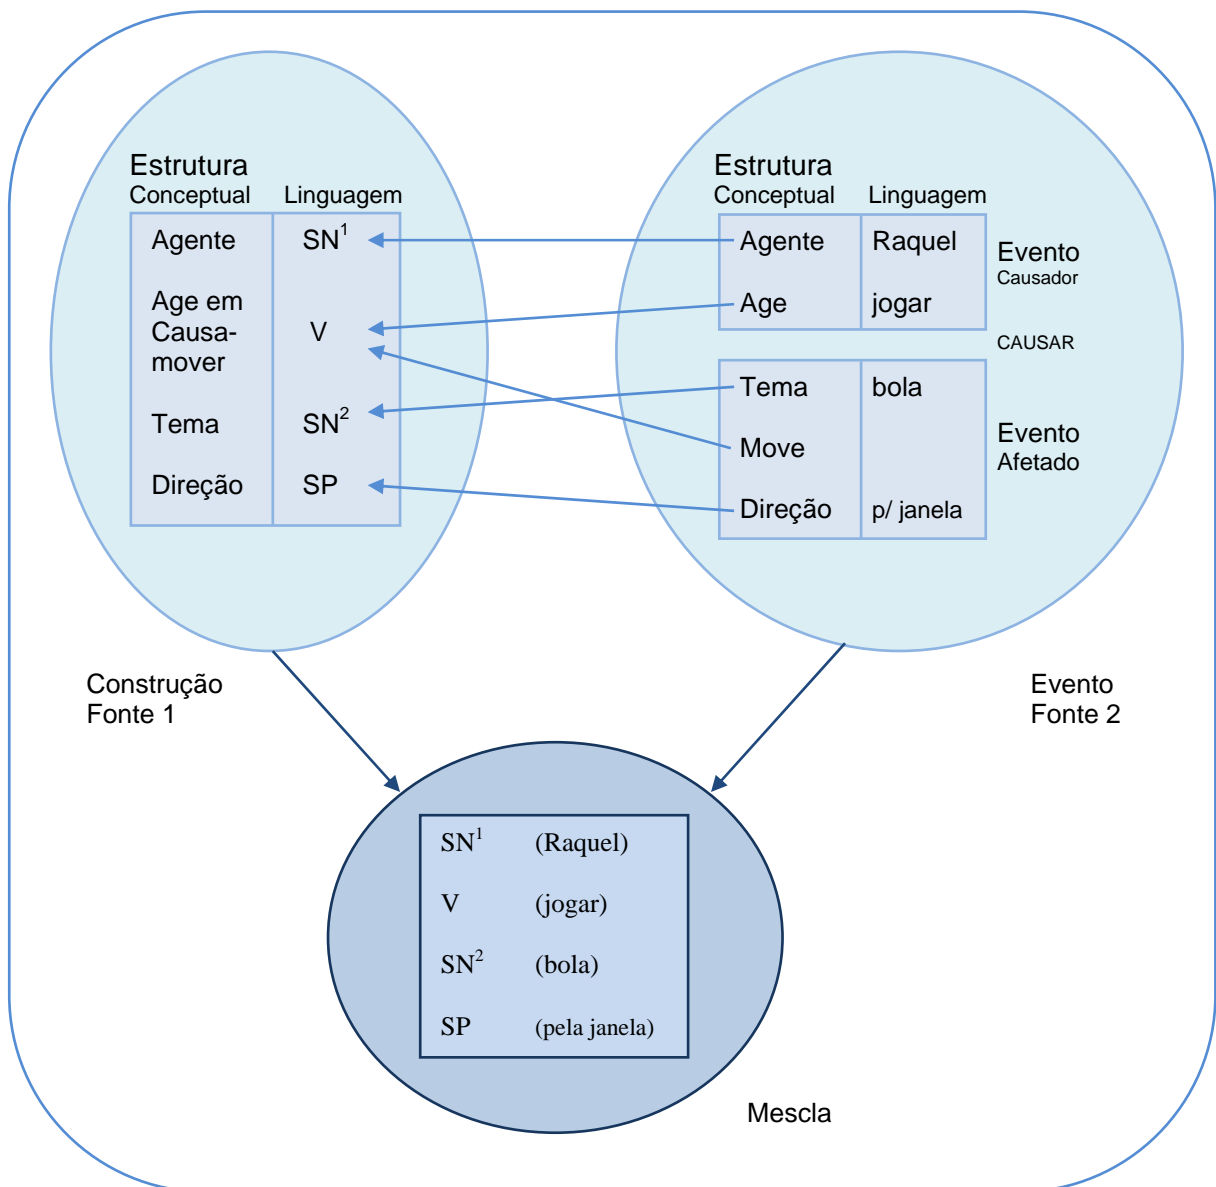 Estrutura
Conceptual Linguagem
Agente SN¹
Age em
Causa-
mover
V
Tema SN²
Direção SP
Construção
Fonte 1
Estrutura
Conceptual Linguagem
Agente Raquel
Age jogar
Evento
Causador
CAUSAR
Tema bola
Move
Direção p/ janela
Evento
Afetado
Evento
Fonte 2
SN¹ (Raquel)
V (jogar)
SN² (bola)
SP (pela janela)
Mescla